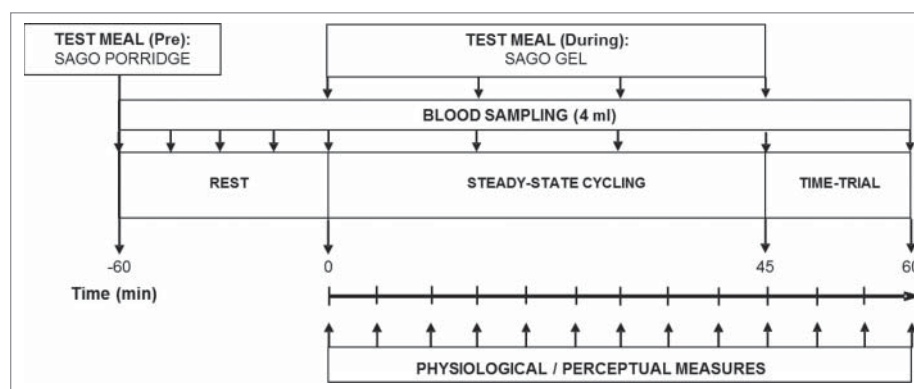 TEST MEAL (Pre):
SAGO PORRIDGE
TEST MEAL (During):
SAGO GEL
BLOOD SAMPLING (4 ml)
REST
STEADY-STATE CYCLING
TIME-TRIAL
-60
0
45
60
Time (min)
PHYSIOLOGICAL / PERCEPTUAL MEASURES